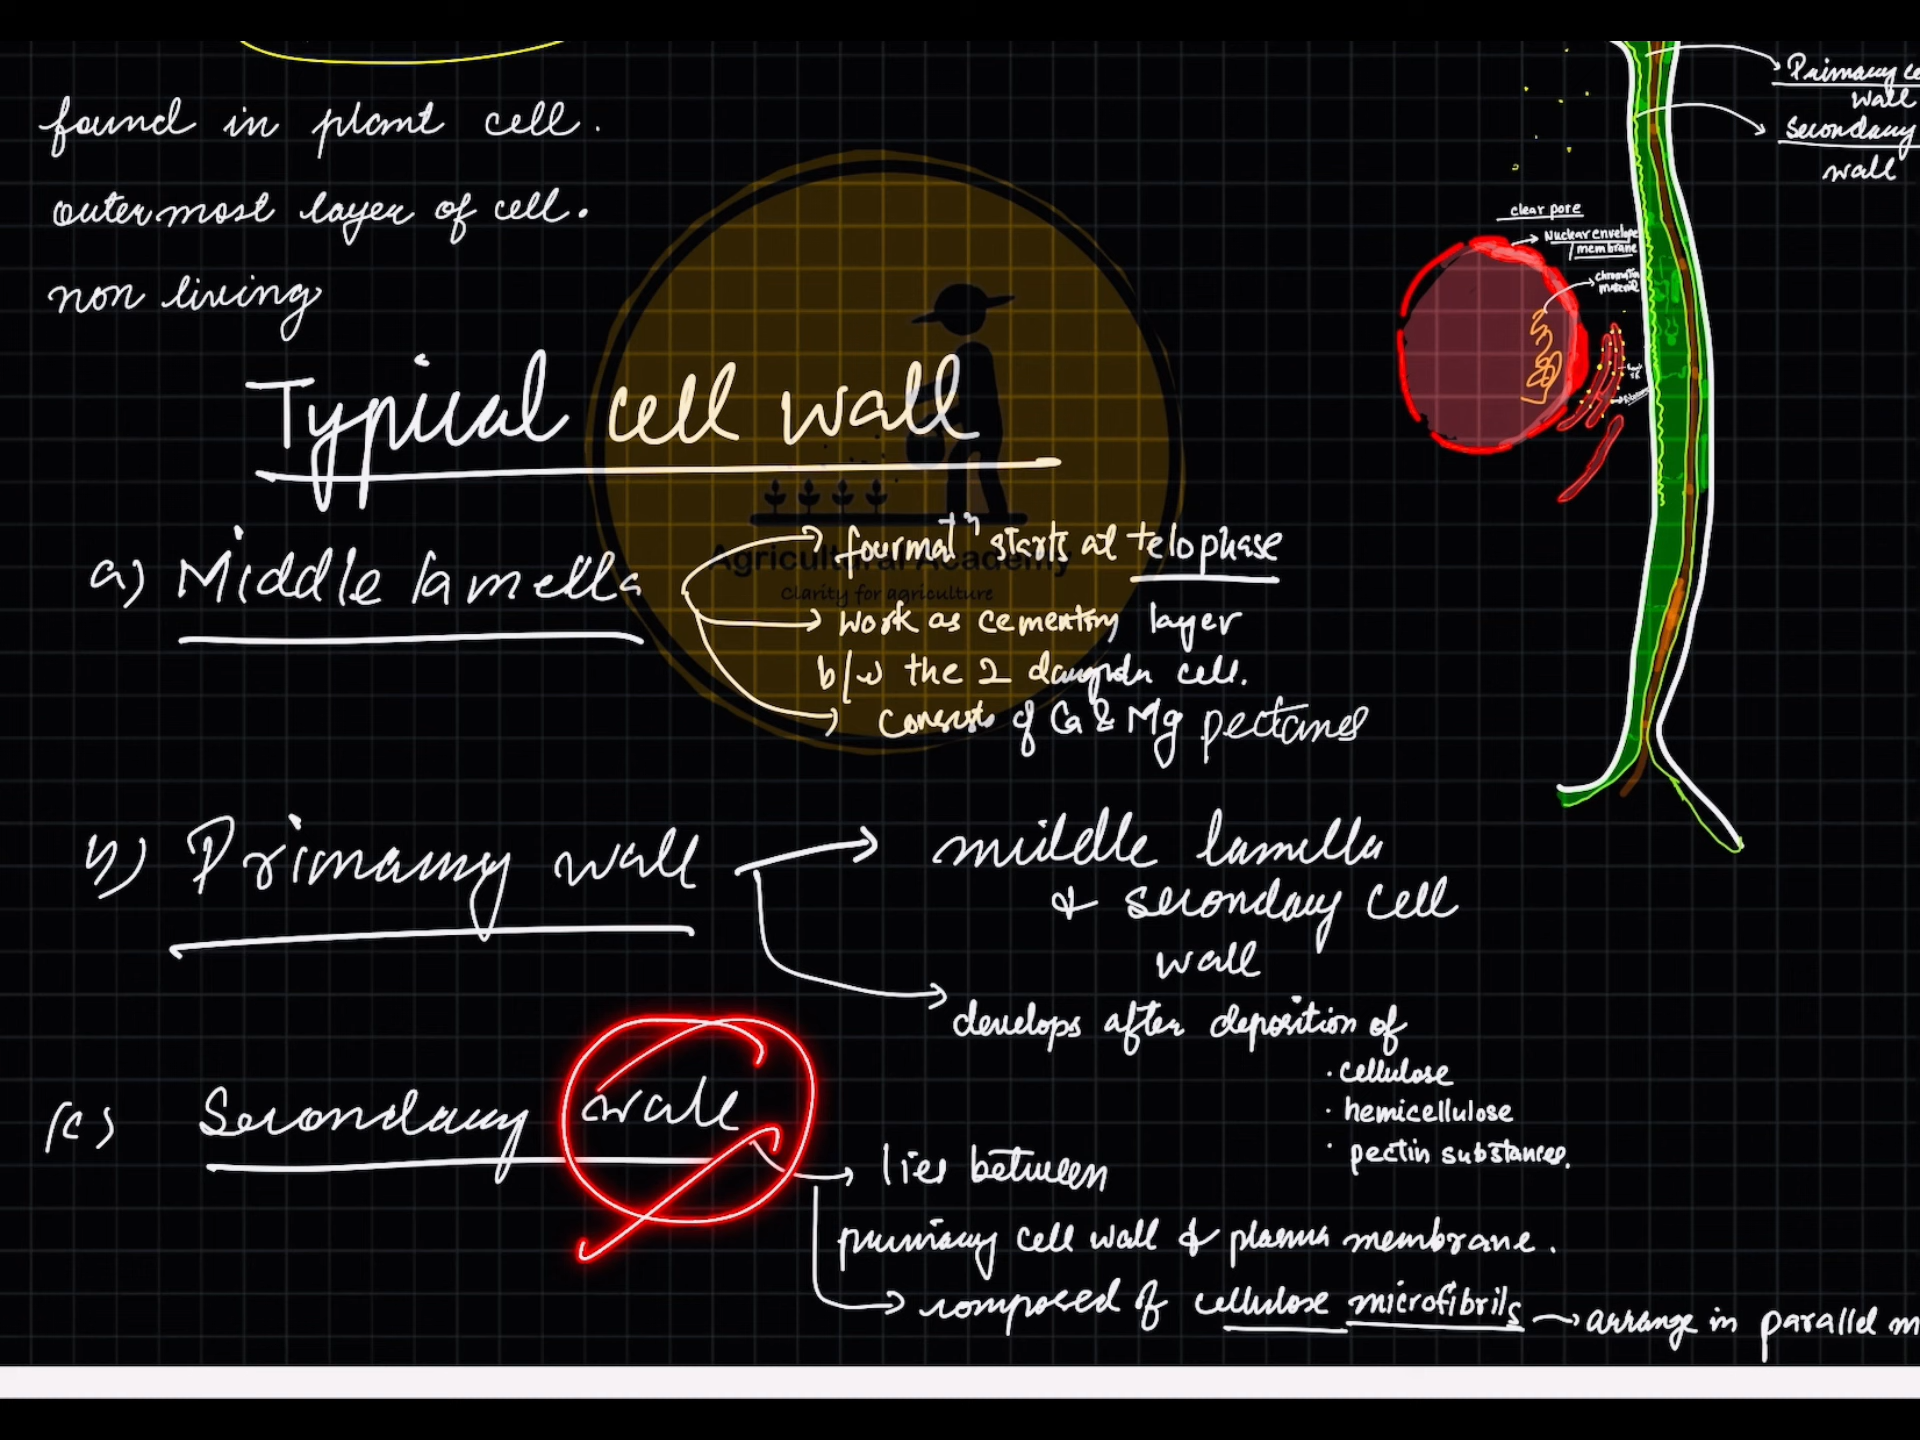 found in plant cell.
outermost layer of cell.
non living
Typical cell wall
a) Middle lamella
formatn starts at telophase
work as cementing layer
b/w the 2 daughter cell.
consists of Ca & Mg
b) Primary wall
middle lamella
& secondary cell
wall
develops after deposition of
· cellulose
· hemicellulose
· pectin substances.
(c) Secondary wall
lies between
primary cell wall & plasma membrane.
composed of cellulose microfibrils → arrange in parallel
Primary
wall
Secondary
wall
clear pore
Nuclear envelope
/membrane
chromatin
material
Agricultural Academy
Clarity for agriculture